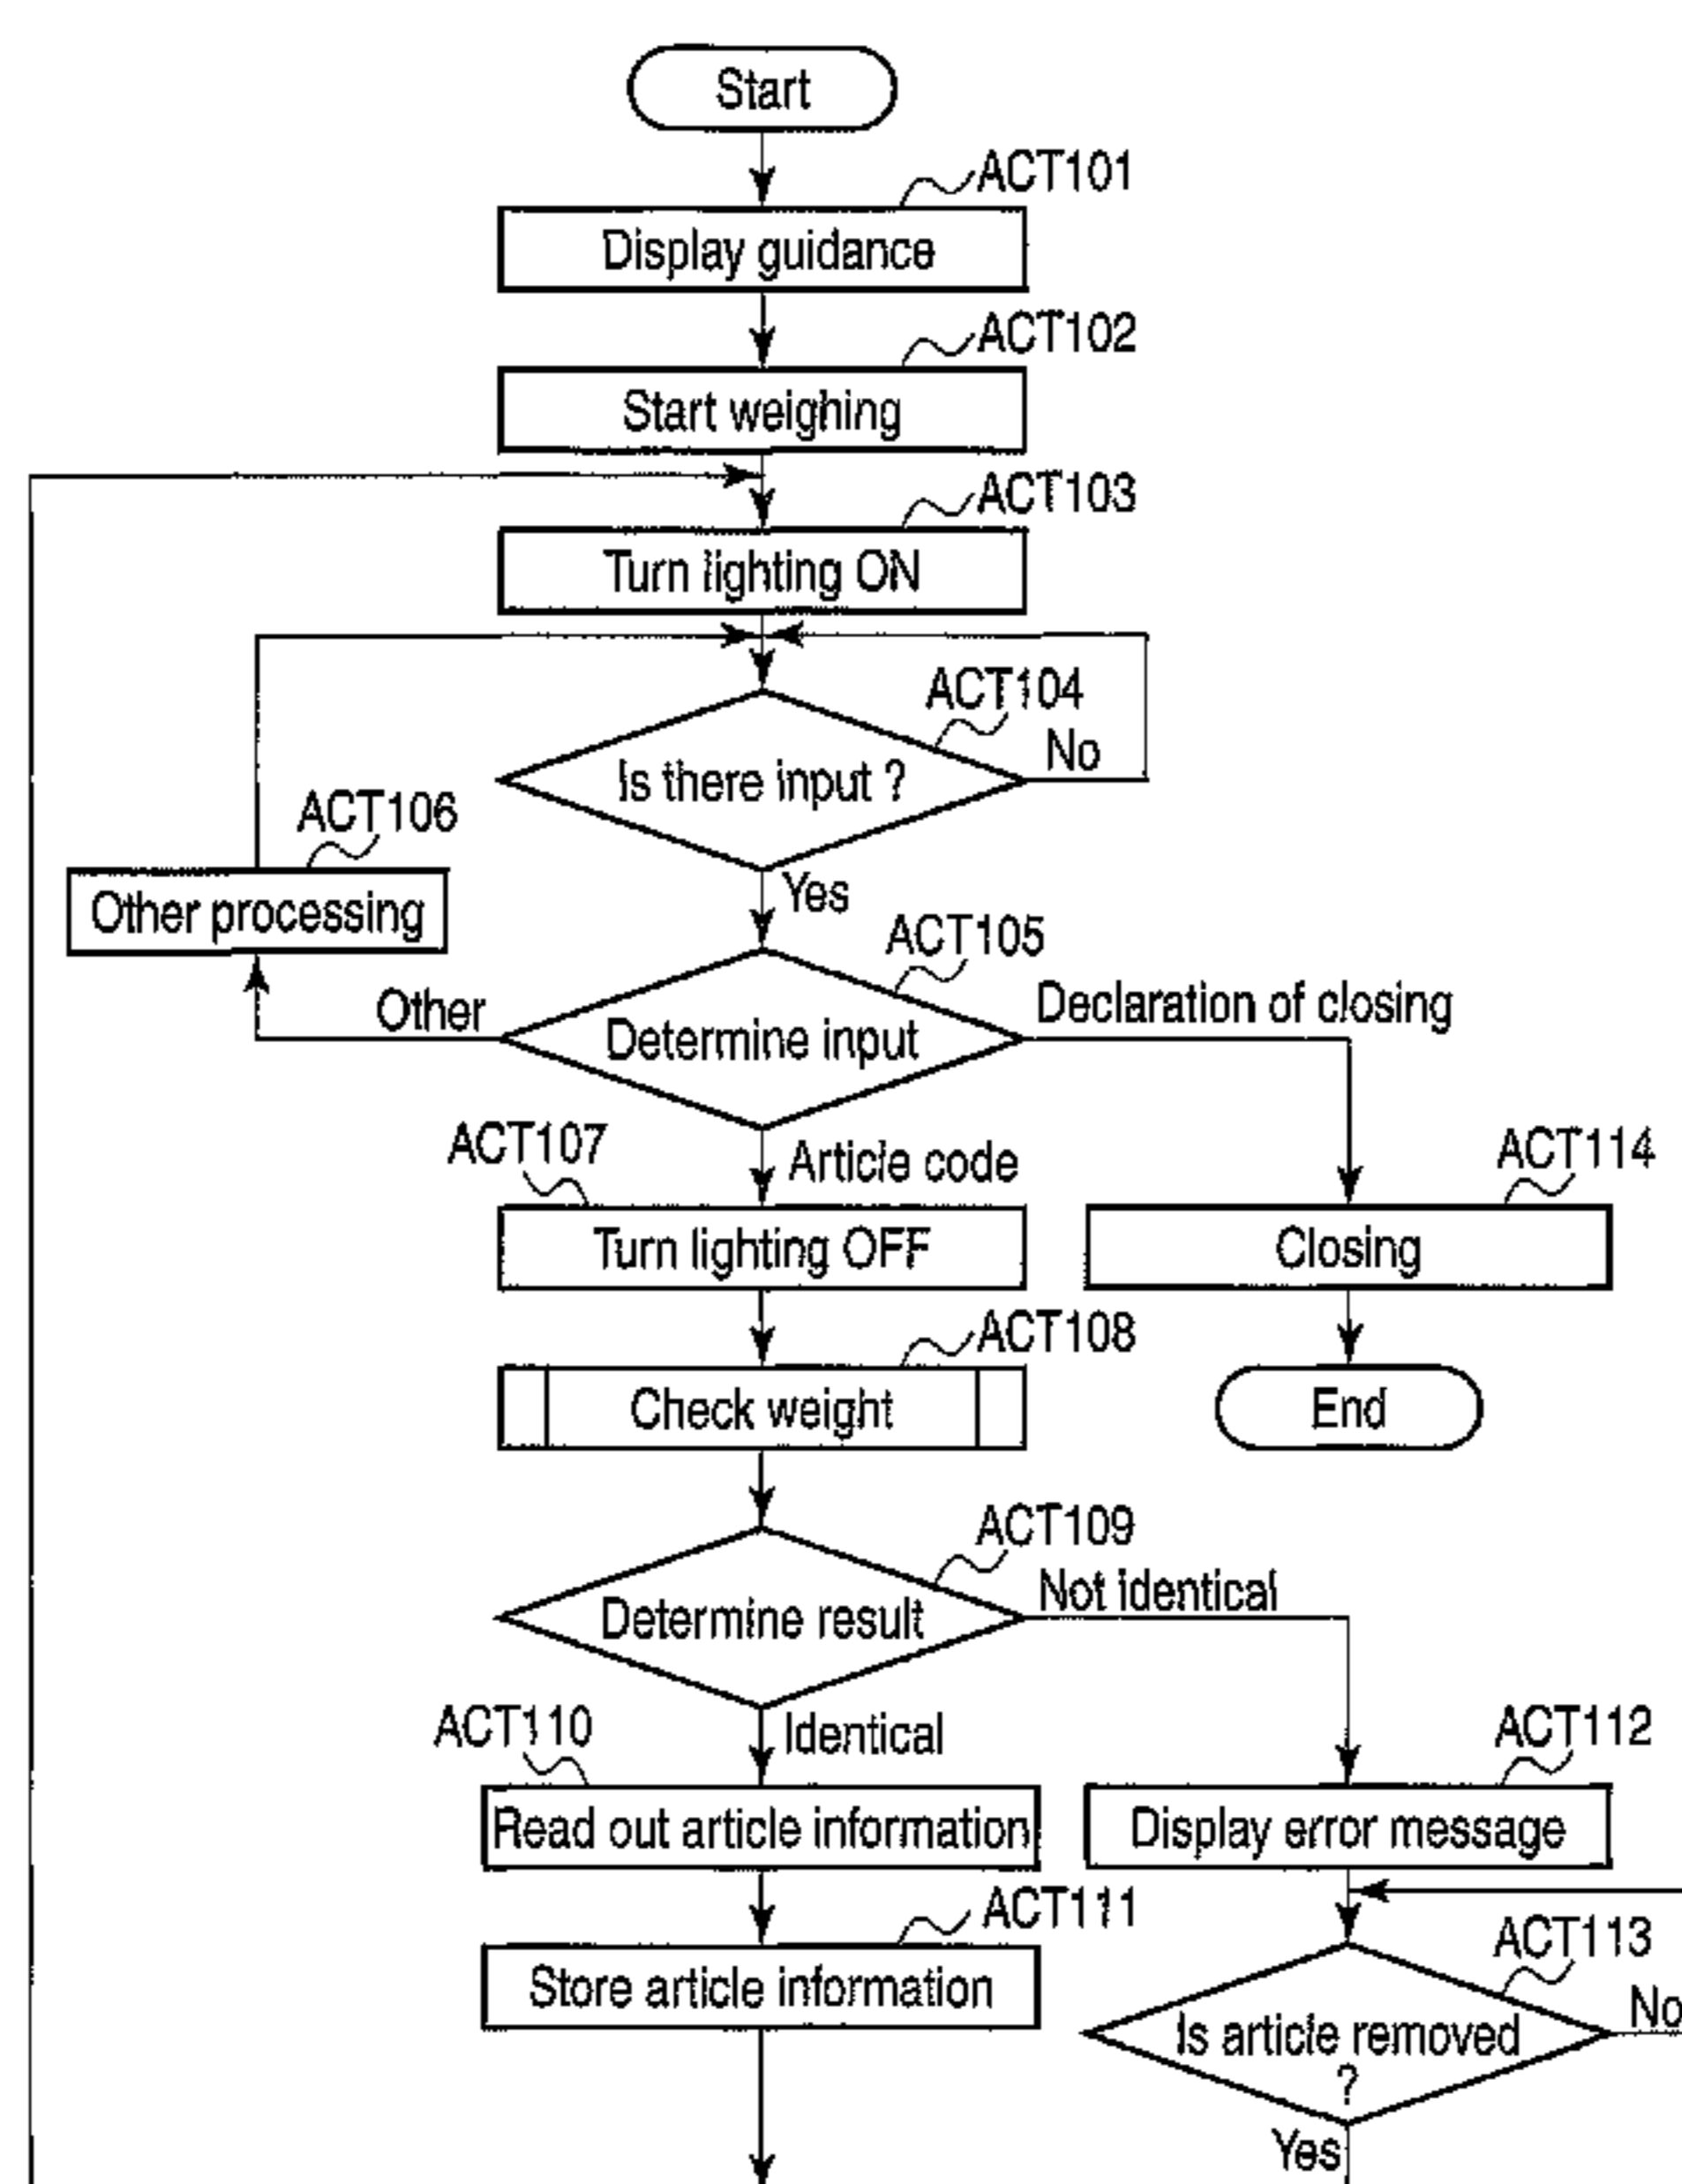 Start
ACT101
Display guidance
ACT102
Start weighing
ACT103
Turn lighting ON
ACT104
No
Is there input ?
ACT106
Other processing
Yes
ACT105
Other
Declaration of closing
Determine input
ACT107
Article code
ACT114
Turn lighting OFF
Closing
ACT108
Check weight
End
ACT109
Not identical
Determine result
ACT110
Identical
ACT112
Read out article information
Display error message
ACT111
ACT113
Store article information
No
Is article removed
?
Yes